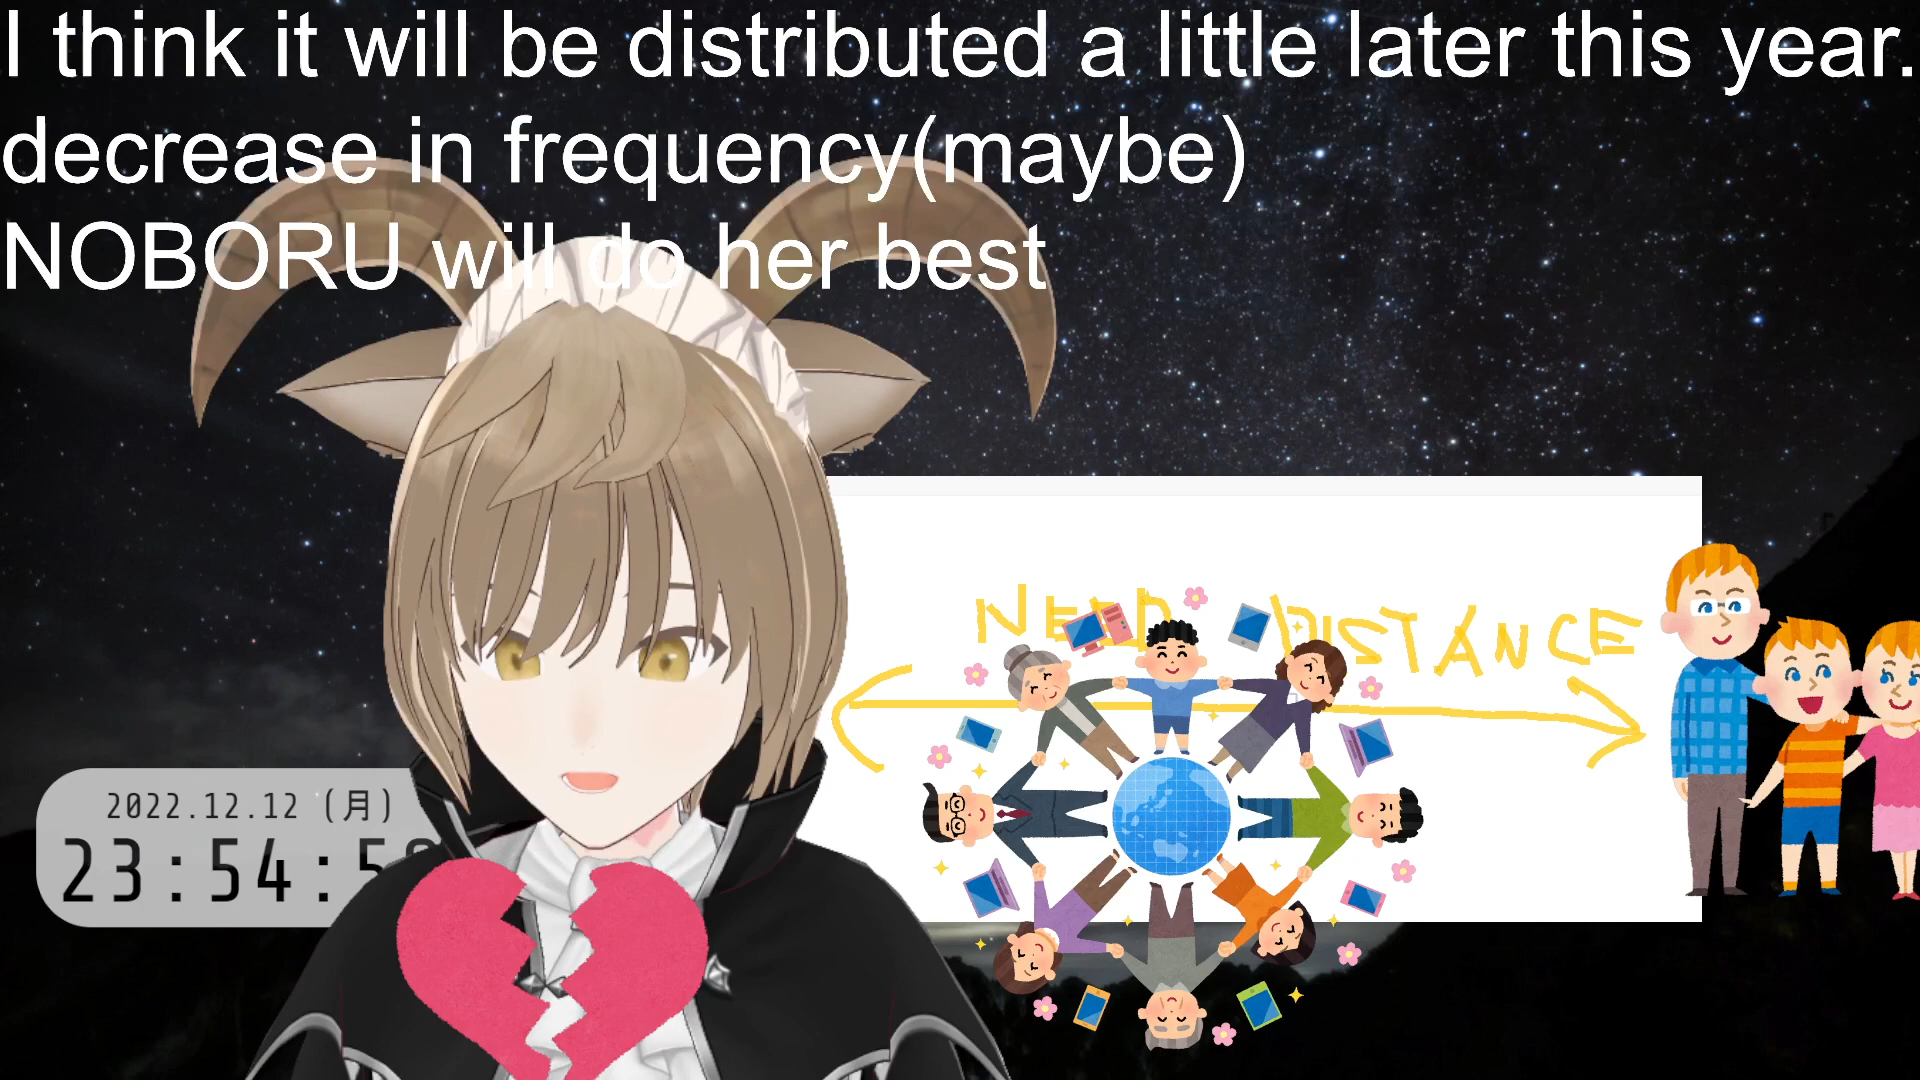 I think it will be distributed a little later this year.
decrease in frequency(maybe)
NOBORU will do her best
NEED DISTANCE
2022.12.12 (月)
23:54:5